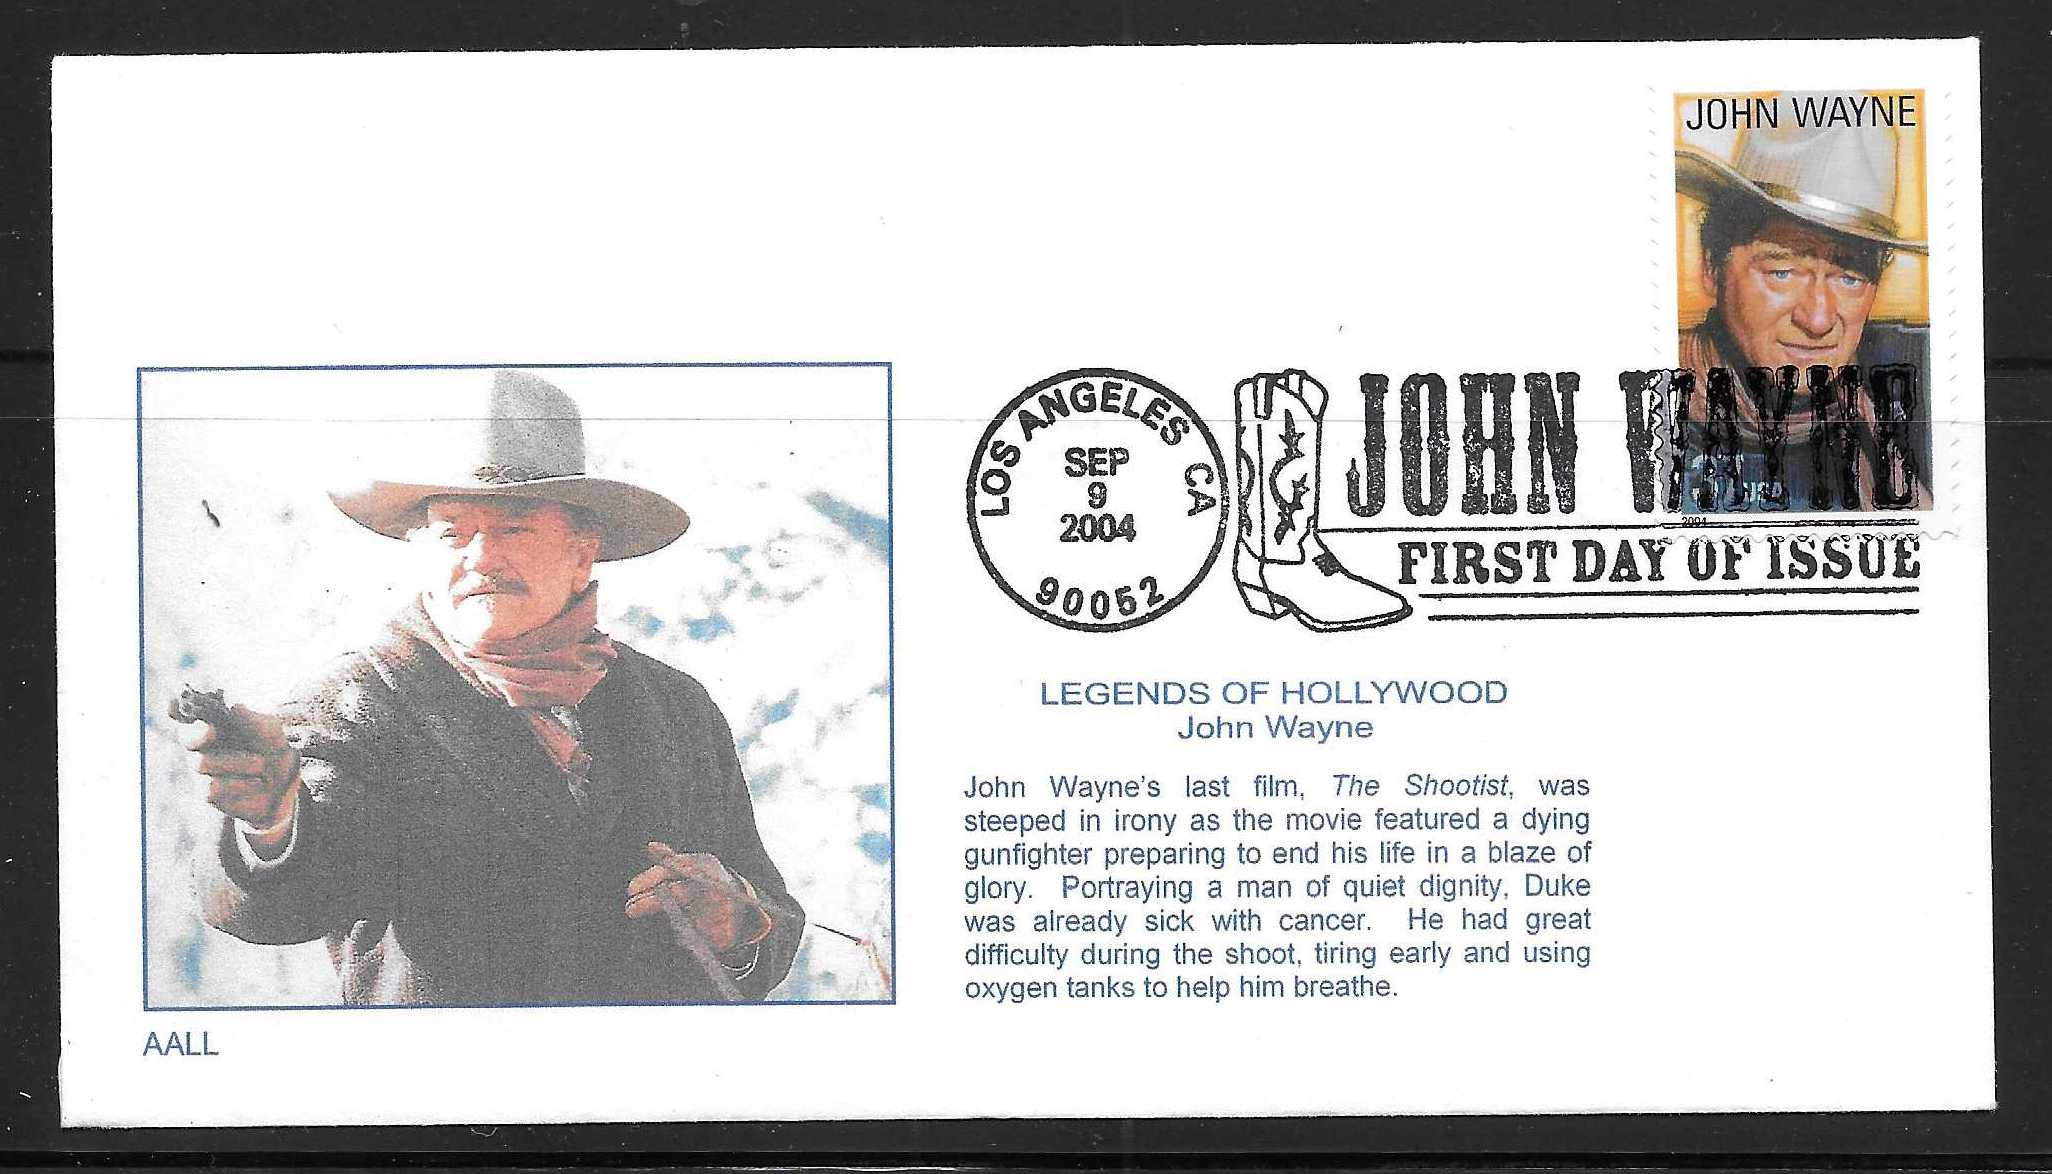 JOHN WAYNE
LOS ANGELES CA
SEP
9
2004
90052
JOHN WAYNE
FIRST DAY OF ISSUE
2004
LEGENDS OF HOLLYWOOD
John Wayne
John Wayne's last film, The Shootist, was
steeped in irony as the movie featured a dying
gunfighter preparing to end his life in a blaze of
glory. Portraying a man of quiet dignity, Duke
was already sick with cancer. He had great
difficulty during the shoot, tiring early and using
oxygen tanks to help him breathe.
AALL